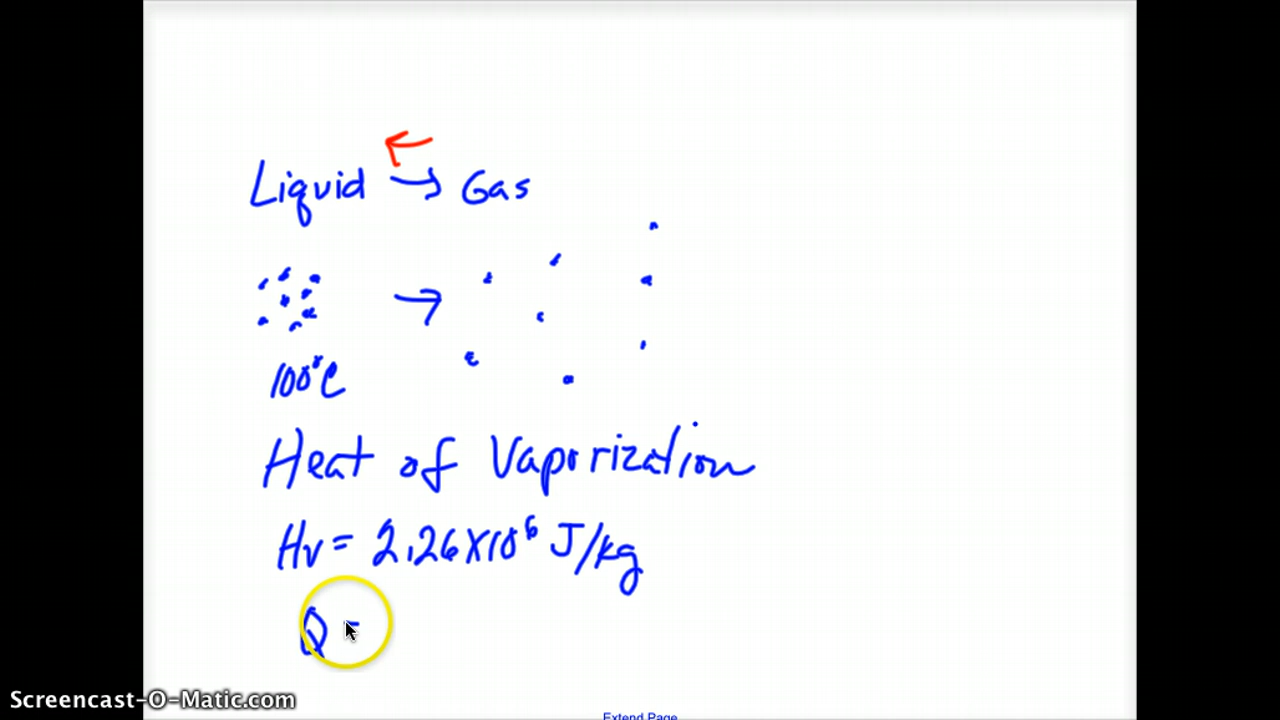 Liquid → Gas
→
100°C
Heat of Vaporization
Hv = 2.26X10⁶ J/kg
Q =
Screencast-O-Matic.com
Extend Page